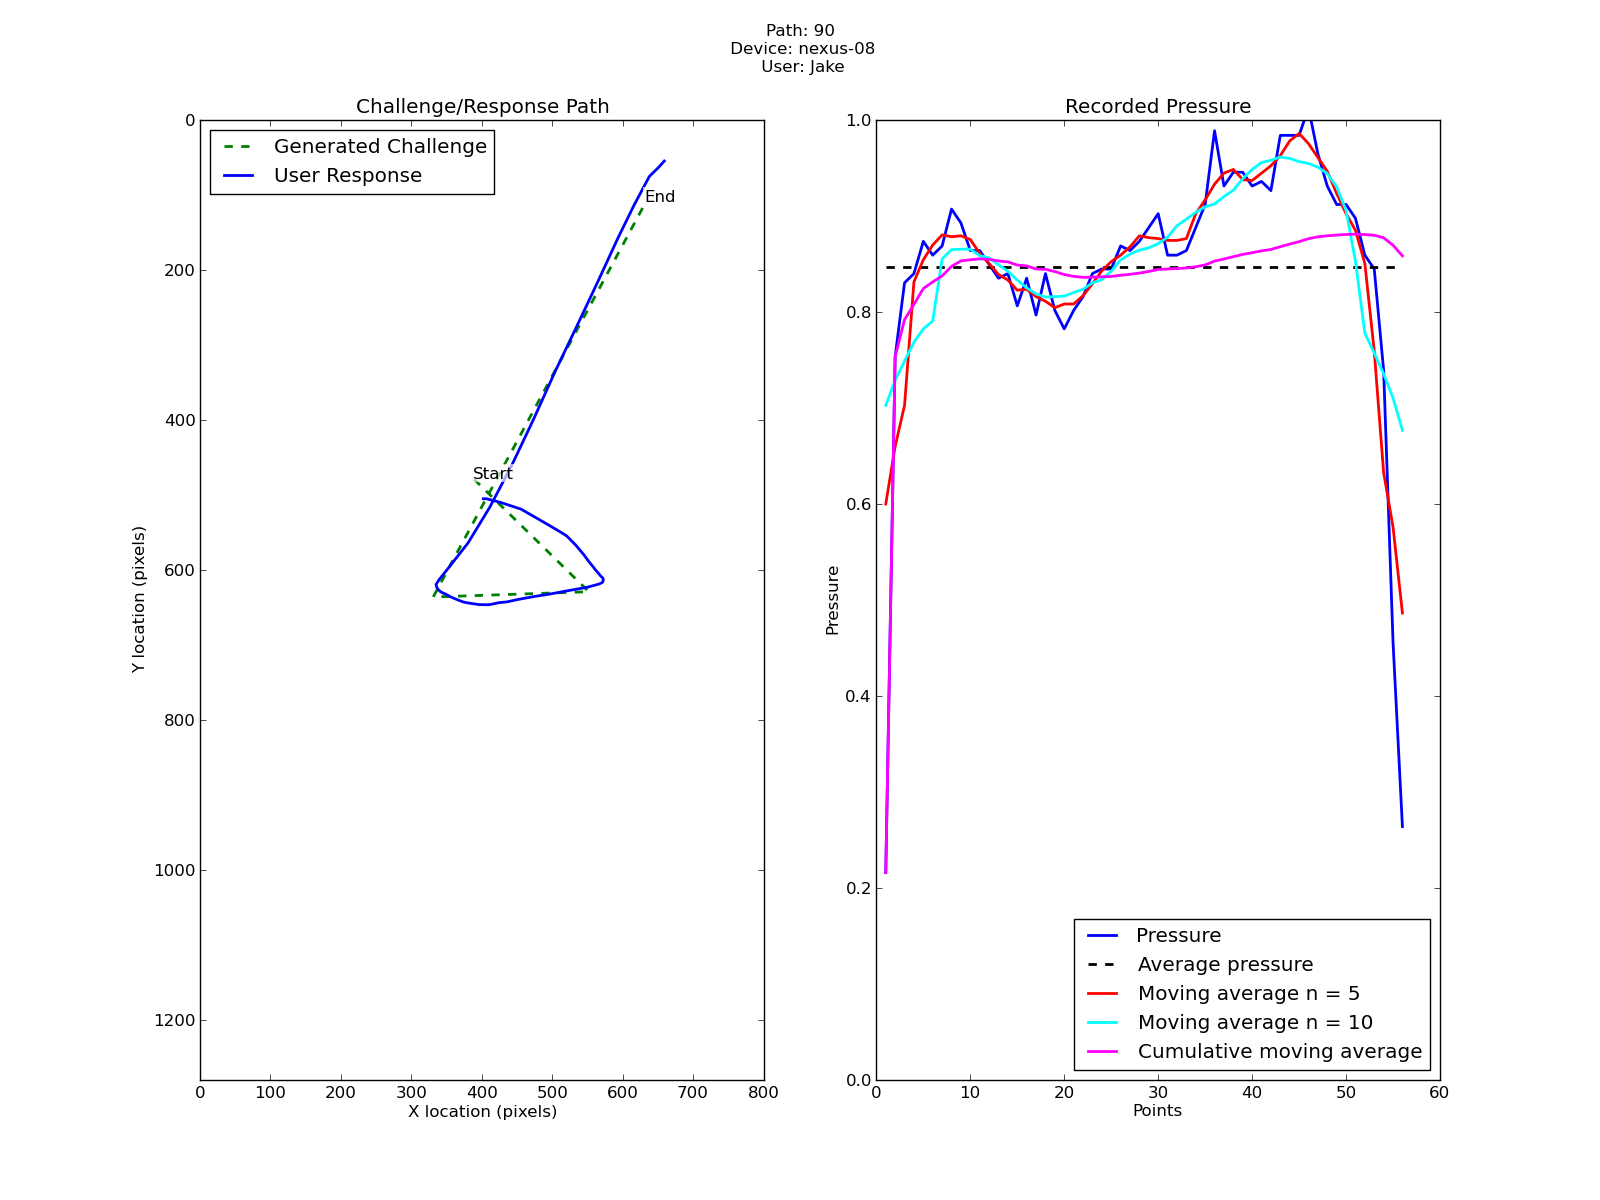 Path: 90
Device: nexus-08
User: Jake
Challenge/Response Path
Generated Challenge
User Response
End
Start
0
200
400
600
800
1000
1200
Y location (pixels)
0 100 200 300 400 500 600 700 800
X location (pixels)
Recorded Pressure
1.0
0.8
0.6
0.4
0.2
0.0
Pressure
Pressure
Average pressure
Moving average n = 5
Moving average n = 10
Cumulative moving average
0 10 20 30 40 50 60
Points